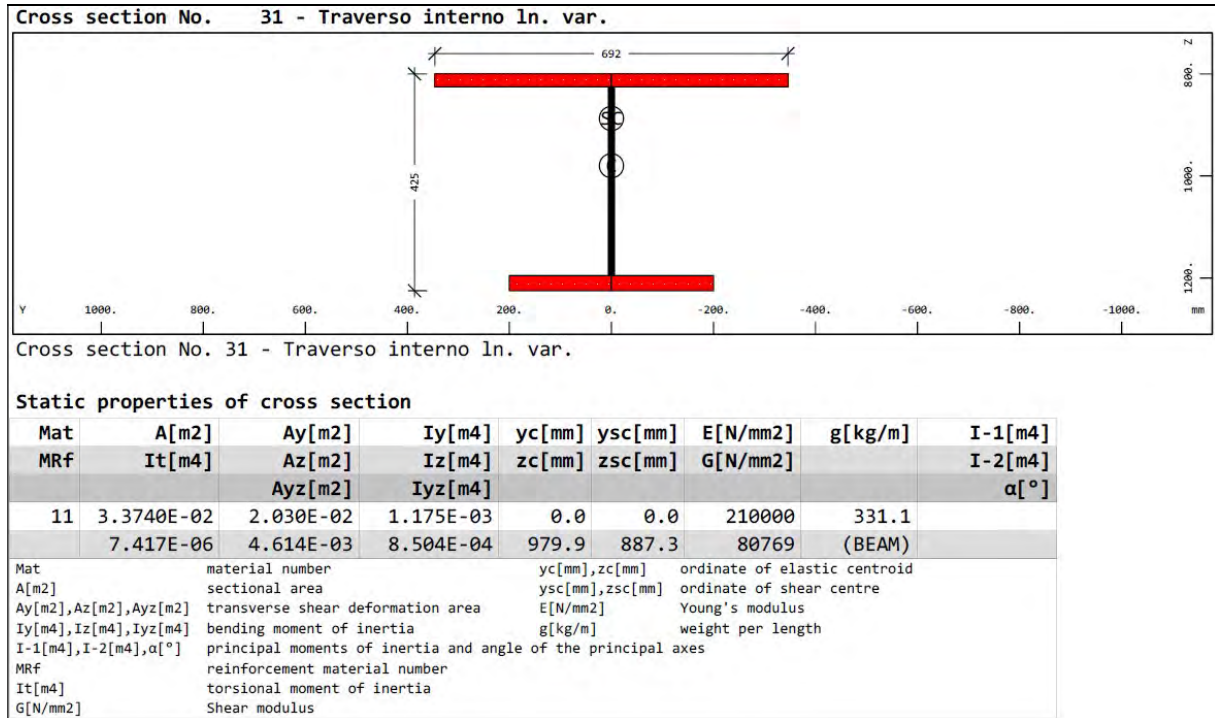 Cross section No. 31 - Traverso interno ln. var.
692
Z
800.
SC
425
1000.
1200.
Y 1000. 800. 600. 400. 200. 0. -200. -400. -600. -800. -1000. mm
Cross section No. 31 - Traverso interno ln. var.
Static properties of cross section
Mat A[m2] Ay[m2] Iy[m4] yc[mm] ysc[mm] E[N/mm2] g[kg/m] I-1[m4]
MRf It[m4] Az[m2] Iz[m4] zc[mm] zsc[mm] G[N/mm2] I-2[m4]
Ayz[m2] Iyz[m4] α[°]
11 3.3740E-02 2.030E-02 1.175E-03 0.0 0.0 210000 331.1
7.417E-06 4.614E-03 8.504E-04 979.9 887.3 80769 (BEAM)
Mat material number yc[mm],zc[mm] ordinate of elastic centroid
A[m2] sectional area ysc[mm],zsc[mm] ordinate of shear centre
Ay[m2],Az[m2],Ayz[m2] transverse shear deformation area E[N/mm2] Young's modulus
Iy[m4],Iz[m4],Iyz[m4] bending moment of inertia g[kg/m] weight per length
I-1[m4],I-2[m4],α[°] principal moments of inertia and angle of the principal axes
MRf reinforcement material number
It[m4] torsional moment of inertia
G[N/mm2] Shear modulus